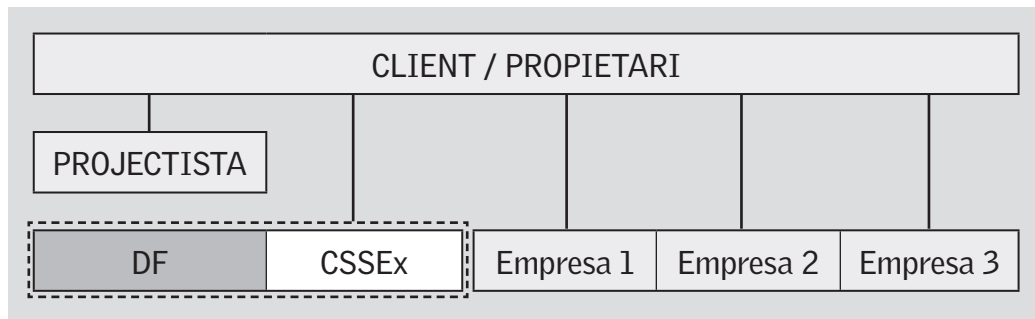 CLIENT / PROPIETARI
PROJECTISTA
DF
CSSEx
Empresa 1
Empresa 2
Empresa 3